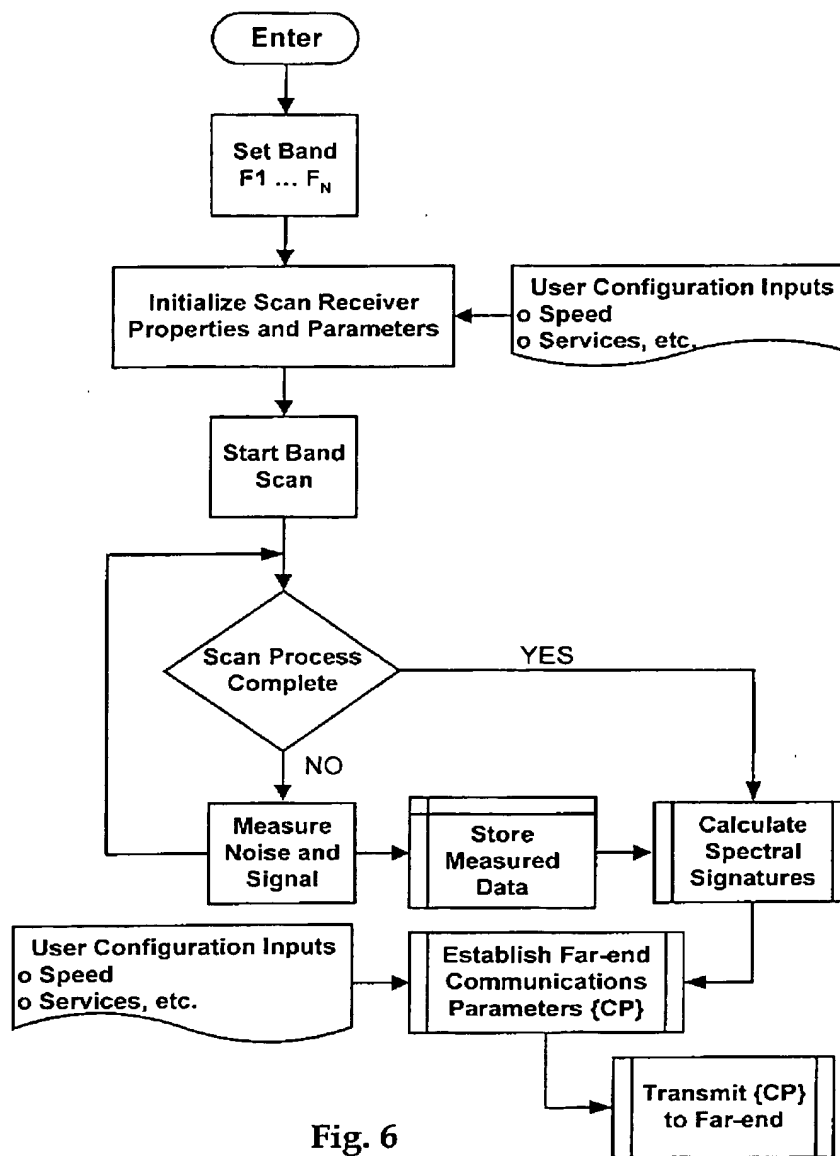 Enter
Set Band
F1 ... FN
Initialize Scan Receiver
Properties and Parameters
User Configuration Inputs
o Speed
o Services, etc.
Start Band
Scan
Scan Process
Complete
YES
NO
Measure
Noise and
Signal
Store
Measured
Data
Calculate
Spectral
Signatures
User Configuration Inputs
o Speed
o Services, etc.
Establish Far-end
Communications
Parameters {CP}
Transmit {CP}
to Far-end
Fig. 6